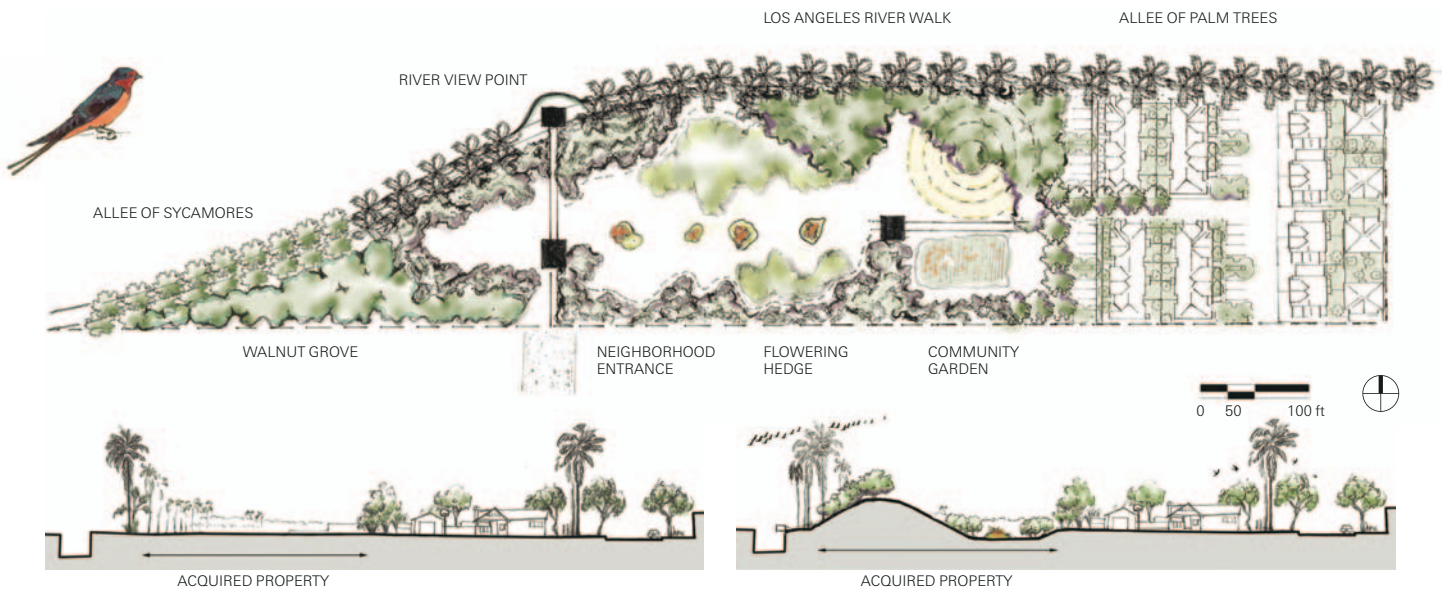 LOS ANGELES RIVER WALK
ALLEE OF PALM TREES
RIVER VIEW POINT
ALLEE OF SYCAMORES
WALNUT GROVE
NEIGHBORHOOD
ENTRANCE
FLOWERING
HEDGE
COMMUNITY
GARDEN
0 50 100 ft
ACQUIRED PROPERTY
ACQUIRED PROPERTY